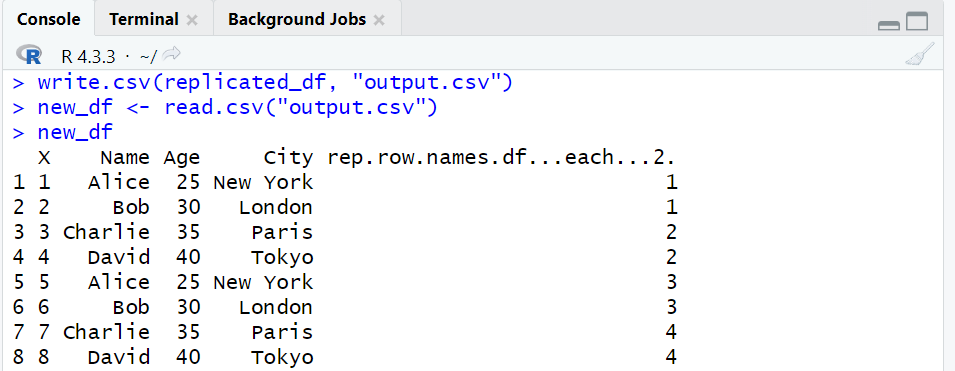 Console Terminal × Background Jobs ×
R R 4.3.3 · ~/
> write.csv(replicated_df, "output.csv")
> new_df <- read.csv("output.csv")
> new_df
  X    Name Age     City rep.row.names.df...each...2.
1 1   Alice  25 New York                            1
2 2     Bob  30   London                            1
3 3 Charlie  35    Paris                            2
4 4   David  40    Tokyo                            2
5 5   Alice  25 New York                            3
6 6     Bob  30   London                            3
7 7 Charlie  35    Paris                            4
8 8   David  40    Tokyo                            4